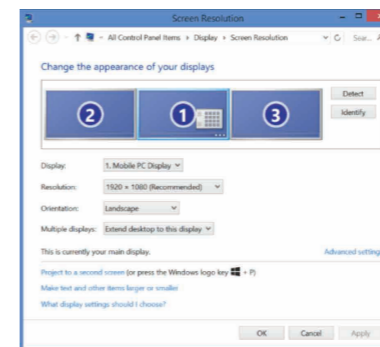 Screen Resolution
All Control Panel Items Display Screen Resolution
Change the appearance of your displays
Detect
Identify
2 1 3
Display: 1. Mobile PC Display
Resolution: 1920 × 1080 (Recommended)
Orientation: Landscape
Multiple displays: Extend desktop to this display
This is currently your main display.
Advanced setting
Project to a second screen (or press the Windows logo key + P)
Make text and other items larger or smaller
What display settings should I choose?
OK Cancel Apply